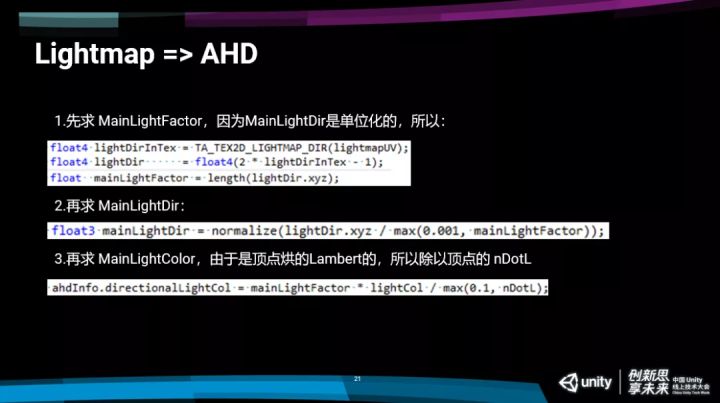 Lightmap => AHD
1.先求 MainLightFactor，因为MainLightDir是单位化的，所以：
float4 lightDirInTex = TA_TEX2D_LIGHTMAP_DIR(lightmapUV);
float4 lightDir = float4(2 * lightDirInTex - 1);
float mainLightFactor = length(lightDir.xyz);
2.再求 MainLightDir：
float3 mainLightDir = normalize(lightDir.xyz / max(0.001, mainLightFactor));
3.再求 MainLightColor，由于是顶点烘的Lambert的，所以除以顶点的 nDotL
ahdInfo.directionalLightCol = mainLightFactor * lightCol / max(0.1, nDotL);
21
unity
创新思
享未来
中国 Unity
线上技术大会
China Unity Tech Week